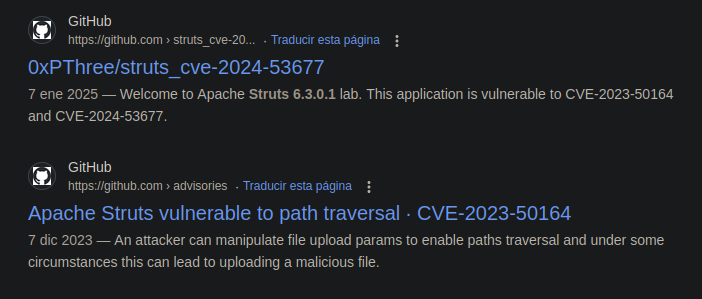 GitHub
https://github.com › struts_cve-20... · Traducir esta página
0xPThree/struts_cve-2024-53677
7 ene 2025 — Welcome to Apache Struts 6.3.0.1 lab. This application is vulnerable to CVE-2023-50164
and CVE-2024-53677.
GitHub
https://github.com › advisories · Traducir esta página
Apache Struts vulnerable to path traversal · CVE-2023-50164
7 dic 2023 — An attacker can manipulate file upload params to enable paths traversal and under some
circumstances this can lead to uploading a malicious file.